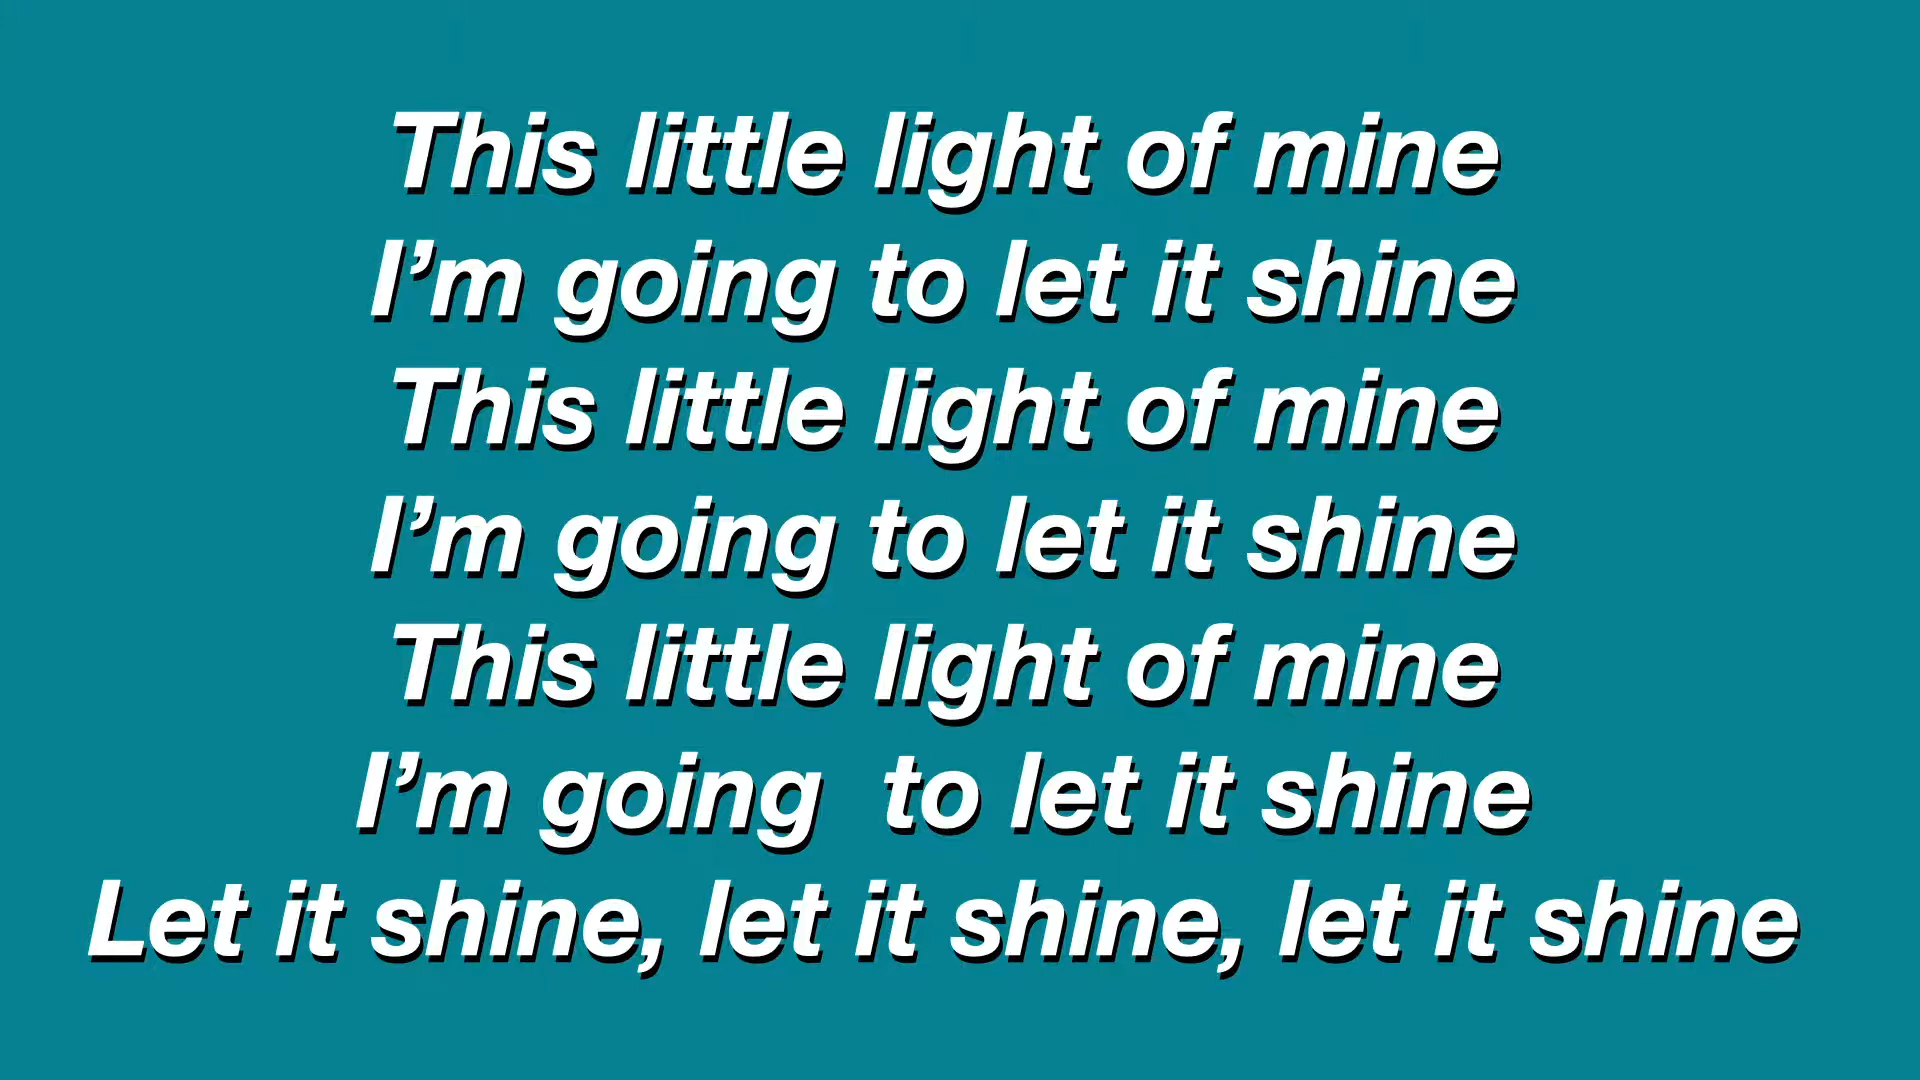 This little light of mine
I’m going to let it shine
This little light of mine
I’m going to let it shine
This little light of mine
I’m going  to let it shine
Let it shine, let it shine, let it shine